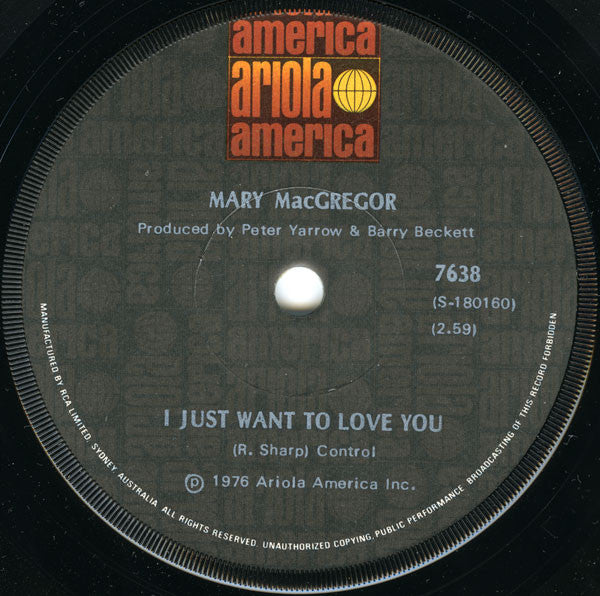 america
ariola
america
MARY MacGREGOR
Produced by Peter Yarrow & Barry Beckett
7638
(S-180160)
(2.59)
I JUST WANT TO LOVE YOU
(R. Sharp) Control
℗ 1976 Ariola America Inc.
MANUFACTURED BY RCA LIMITED, SYDNEY, AUSTRALIA. ALL RIGHTS RESERVED. UNAUTHORIZED COPYING, PUBLIC PERFORMANCE BROADCASTING OF THIS RECORD FORBIDDEN.